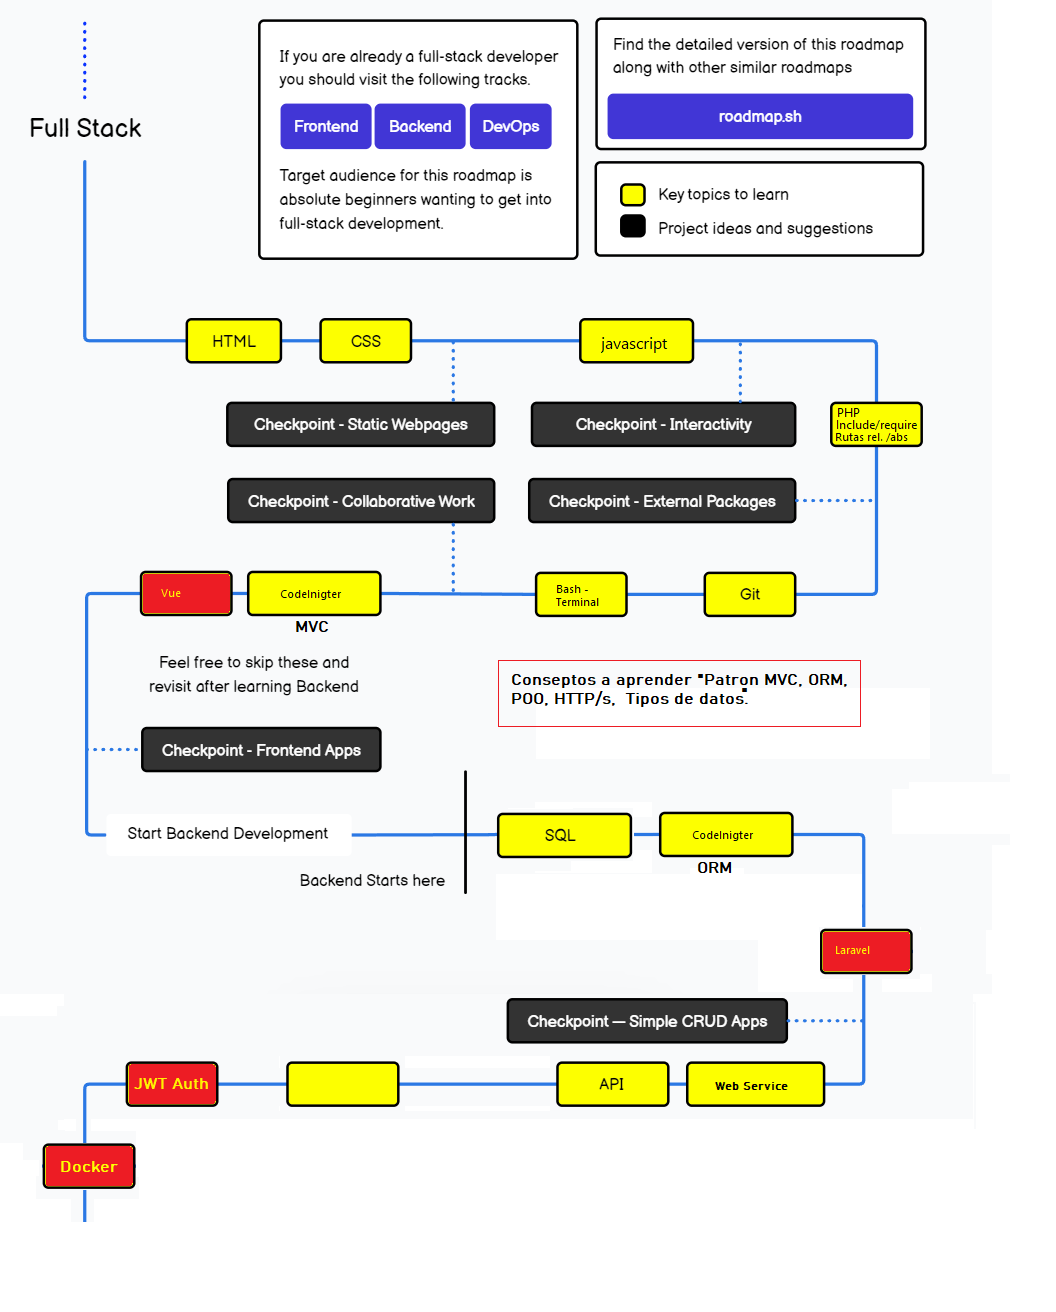 Full Stack
If you are already a full-stack developer
you should visit the following tracks.
Frontend
Backend
DevOps
Target audience for this roadmap is
absolute beginners wanting to get into
full-stack development.
Find the detailed version of this roadmap
along with other similar roadmaps
roadmap.sh
Key topics to learn
Project ideas and suggestions
HTML
CSS
javascript
Checkpoint - Static Webpages
Checkpoint - Interactivity
PHP
Include/require
Rutas rel. /abs
Checkpoint - Collaborative Work
Checkpoint - External Packages
Vue
CodeInigter
MVC
Bash -
Terminal
Git
Feel free to skip these and
revisit after learning Backend
Conseptos a aprender "Patron MVC, ORM,
POO, HTTP/s, Tipos de datos".
Checkpoint - Frontend Apps
Start Backend Development
Backend Starts here
SQL
CodeInigter
ORM
Laravel
Checkpoint — Simple CRUD Apps
JWT Auth
API
Web Service
Docker